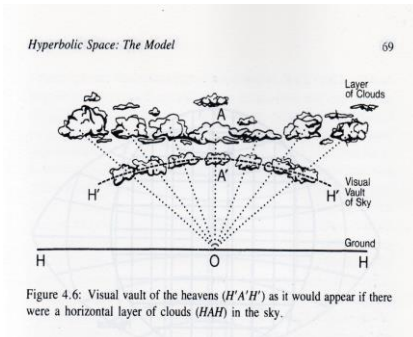 Hyperbolic Space: The Model 69
Layer
of Clouds
A
A'
H' H'
Visual
Vault
of Sky
Ground
H O H
Figure 4.6: Visual vault of the heavens (H'A'H') as it would appear if there
were a horizontal layer of clouds (HAH) in the sky.